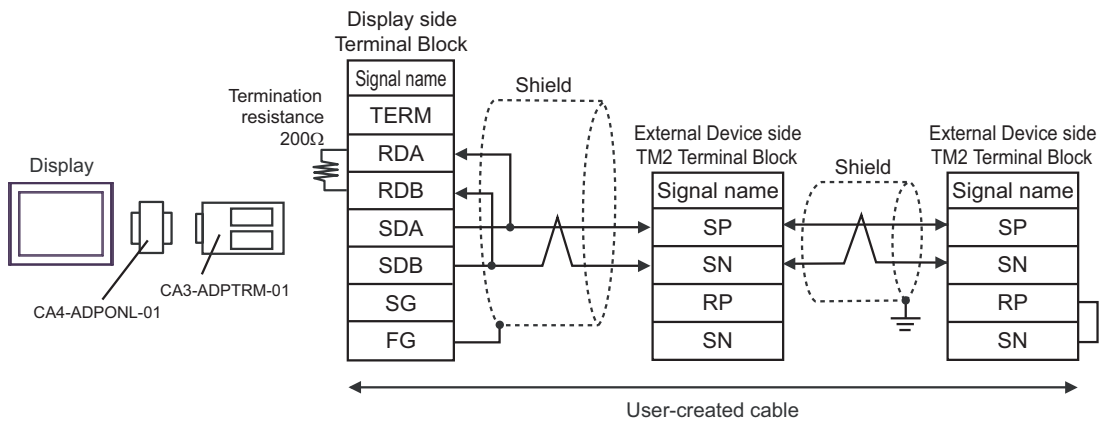 Display side
Terminal Block
Signal name
TERM
RDA
RDB
SDA
SDB
SG
FG
Termination
resistance
200Ω
Shield
Display
CA4-ADPONL-01
CA3-ADPTRM-01
External Device side
TM2 Terminal Block
Signal name
SP
SN
RP
SN
Shield
External Device side
TM2 Terminal Block
Signal name
SP
SN
RP
SN
User-created cable